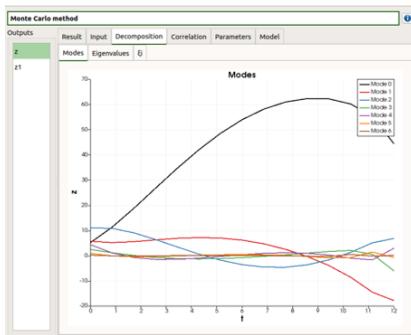 Monte Carlo method
Outputs
Result Input Decomposition Correlation Parameters Model
z
z1
Modes Eigenvalues ξi
Modes
70
60
50
40
30
20
10
0
-10
-20
z
Mode 0
Mode 1
Mode 2
Mode 3
Mode 4
Mode 5
Mode 6
0 1 2 3 4 5 6 7 8 9 10 11 12
t